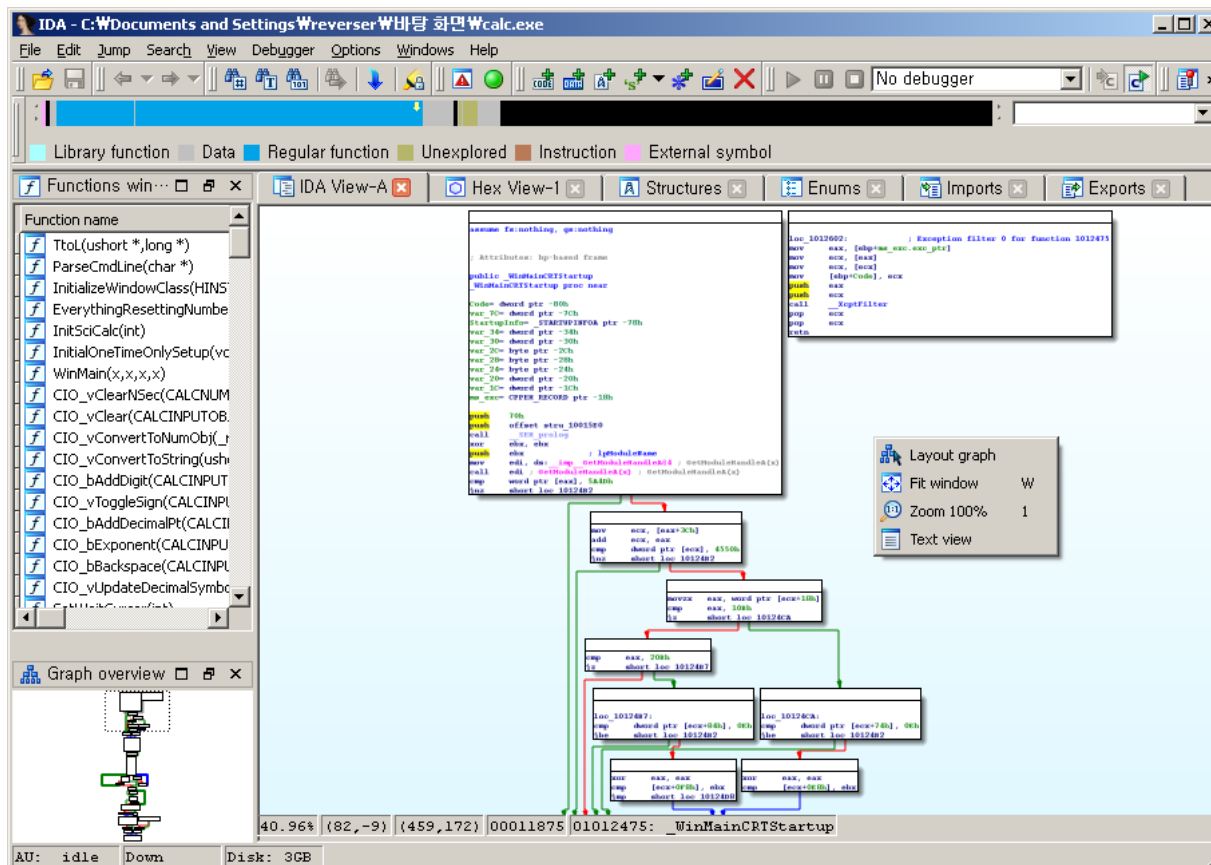 IDA - C:₩Documents and Settings₩reverser₩바탕 화면₩calc.exe
File Edit Jump Search View Debugger Options Windows Help
No debugger
Library function Data Regular function Unexplored Instruction External symbol
Functions win···
IDA View-A Hex View-1 Structures Enums Imports Exports
Function name
TtoL(ushort *,long *)
ParseCmdLine(char *)
InitializeWindowClass(HINS
EverythingResettingNumbe
InitSciCalc(int)
InitialOneTimeOnlySetup(vc
WinMain(x,x,x,x)
CIO_vClearNSec(CALCNUM
CIO_vClear(CALCINPUTOB.
CIO_vConvertToNumObj(_r
CIO_vConvertToString(ushc
CIO_bAddDigit(CALCINPUT
CIO_vToggleSign(CALCINPU
CIO_bAddDecimalPt(CALCII
CIO_bExponent(CALCINPU
CIO_bBackspace(CALCINPU
CIO_vUpdateDecimalSymbo
Graph overview
assume fs:nothing, gs:nothing
; Attributes: bp-based frame
public _WinMainCRTStartup
_WinMainCRTStartup proc near
Code= dword ptr -80h
var_7C= dword ptr -7Ch
StartupInfo= _STARTUPINFOA ptr -78h
var_34= dword ptr -34h
var_30= dword ptr -30h
var_2C= byte ptr -2Ch
var_28= byte ptr -28h
var_24= byte ptr -24h
var_20= dword ptr -20h
var_1C= dword ptr -1Ch
ms_exc= CPPEH_RECORD ptr -18h
push 70h
push offset stru_10015E0
call __SEH_prolog
xor ebx, ebx
push ebx ; lpModuleName
mov edi, ds:__imp__GetModuleHandleA@4 ; GetModuleHandleA(x)
call edi ; GetModuleHandleA(x) ; GetModuleHandleA(x)
cmp word ptr [eax], 5A4Dh
jnz short loc_10124B2
loc_1012602: ; Exception filter 0 for function 1012475
mov eax, [ebp+ms_exc.exc_ptr]
mov ecx, [eax]
mov ecx, [ecx]
mov [ebp+Code], ecx
push eax
push ecx
call __XcptFilter
pop ecx
pop ecx
retn
Layout graph
Fit window W
Zoom 100% 1
Text view
mov ecx, [eax+3Ch]
add ecx, eax
cmp dword ptr [ecx], 4550h
jnz short loc_10124B2
movzx eax, word ptr [ecx+18h]
cmp eax, 10Bh
jz short loc_10124CA
cmp eax, 20Bh
jz short loc_10124B7
loc_10124B7:
cmp dword ptr [ecx+84h], 0Eh
jbe short loc_10124B2
loc_10124CA:
cmp dword ptr [ecx+74h], 0Eh
jbe short loc_10124B2
xor eax, eax
cmp [ecx+0F8h], ebx
jmp short loc_10124D8
xor eax, eax
cmp [ecx+0E8h], ebx
40.96% (82,-9) (459,172) 00011875 01012475: _WinMainCRTStartup
AU: idle Down Disk: 3GB